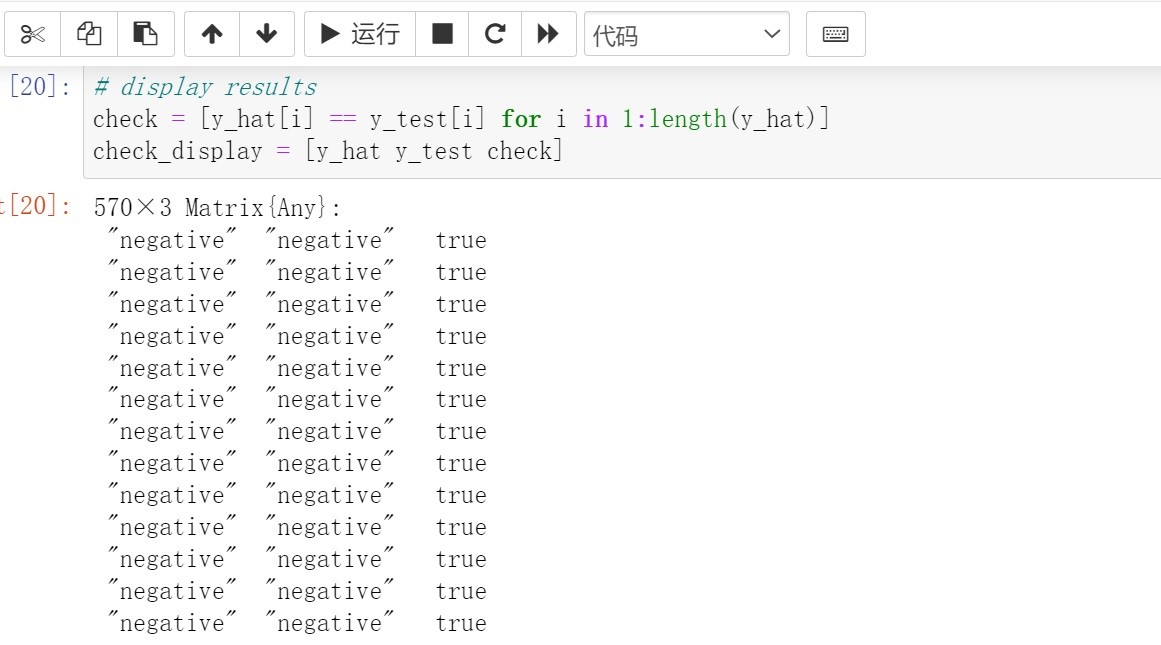 运行
代码
[20]:
# display results
check = [y_hat[i] == y_test[i] for i in 1:length(y_hat)]
check_display = [y_hat y_test check]
t[20]:
570×3 Matrix{Any}:
"negative" "negative" true
"negative" "negative" true
"negative" "negative" true
"negative" "negative" true
"negative" "negative" true
"negative" "negative" true
"negative" "negative" true
"negative" "negative" true
"negative" "negative" true
"negative" "negative" true
"negative" "negative" true
"negative" "negative" true
"negative" "negative" true